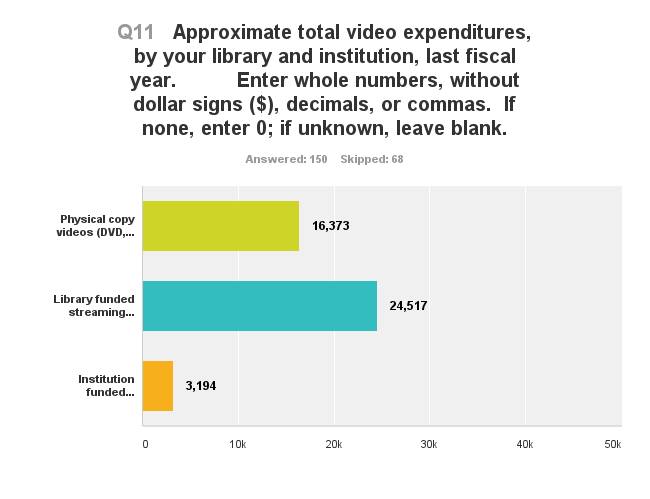 Q11 Approximate total video expenditures,
by your library and institution, last fiscal
year. Enter whole numbers, without
dollar signs ($), decimals, or commas. If
none, enter 0; if unknown, leave blank.
Answered: 150 Skipped: 68
Physical copy
videos (DVD,...
16,373
Library funded
streaming...
24,517
Institution
funded...
3,194
0 10k 20k 30k 40k 50k